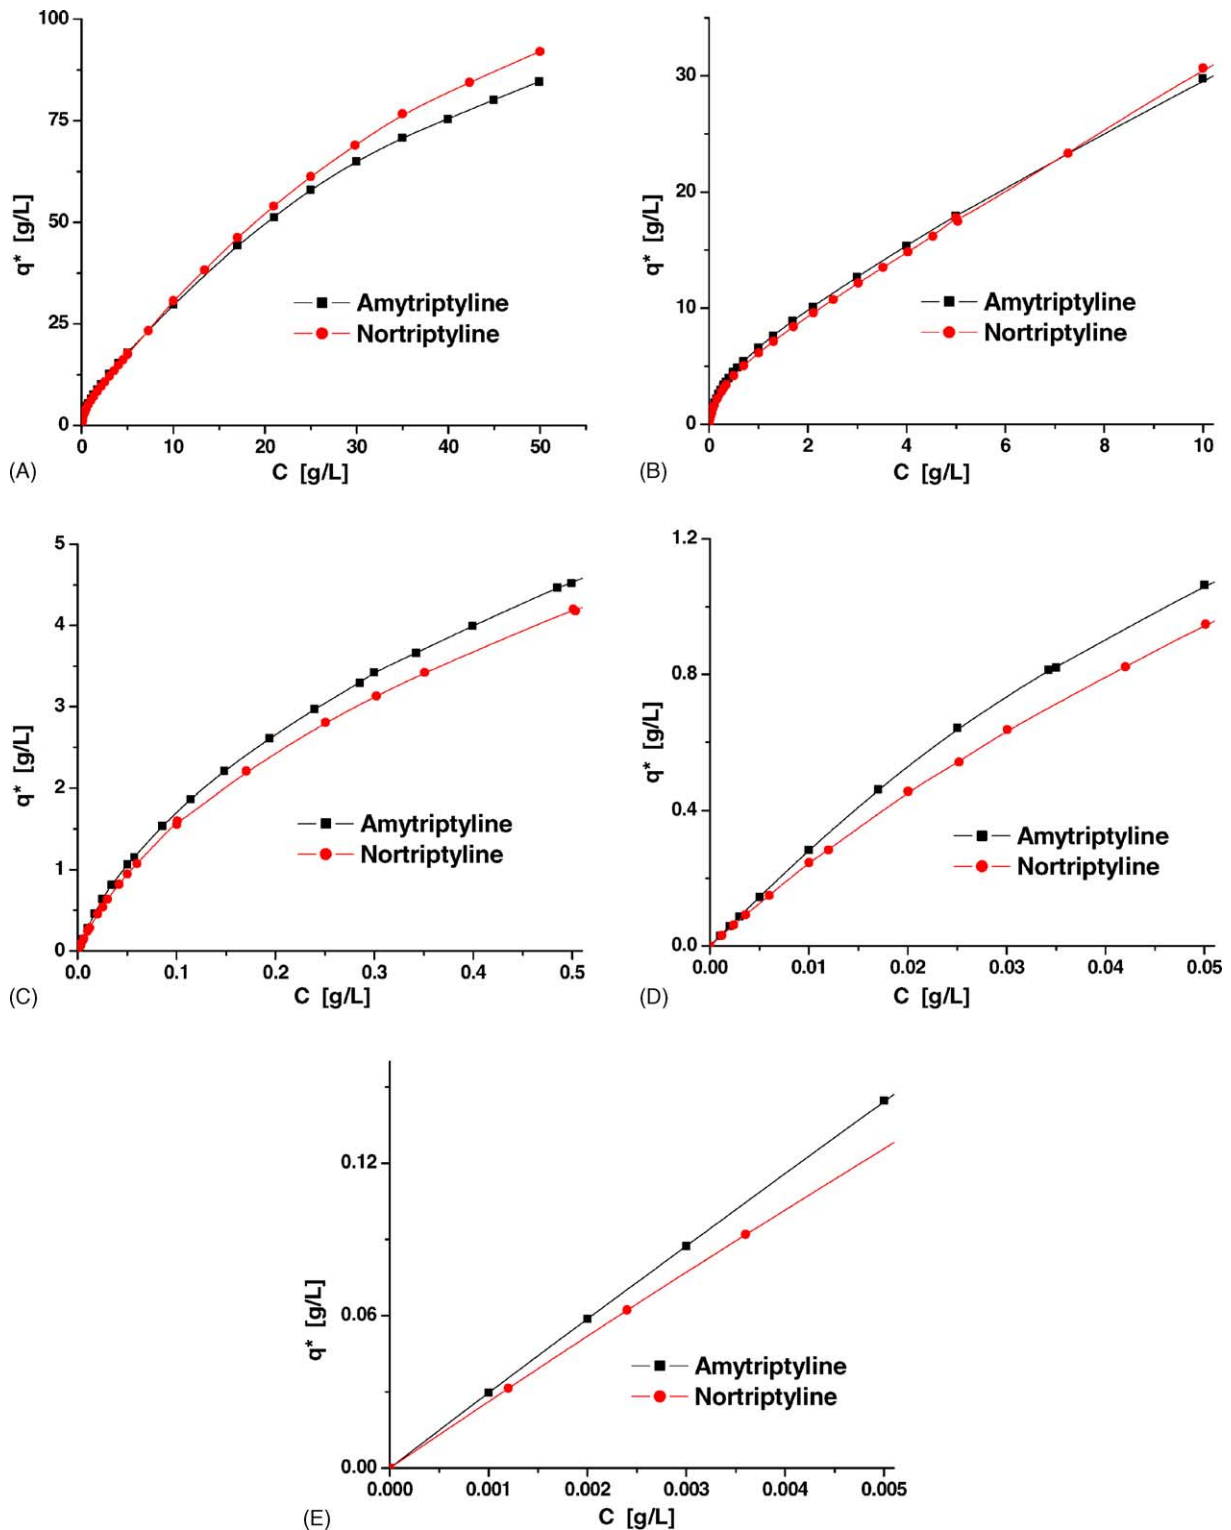 100
75
50
25
0
q* [g/L]
Amytriptyline
Nortriptyline
0 10 20 30 40 50
C [g/L]
(A)
30
20
10
0
q* [g/L]
Amytriptyline
Nortriptyline
0 2 4 6 8 10
C [g/L]
(B)
5
4
3
2
1
0
q* [g/L]
Amytriptyline
Nortriptyline
0.0 0.1 0.2 0.3 0.4 0.5
C [g/L]
(C)
1.2
0.8
0.4
0.0
q* [g/L]
Amytriptyline
Nortriptyline
0.00 0.01 0.02 0.03 0.04 0.05
C [g/L]
(D)
0.12
0.06
0.00
q* [g/L]
Amytriptyline
Nortriptyline
0.000 0.001 0.002 0.003 0.004 0.005
C [g/L]
(E)